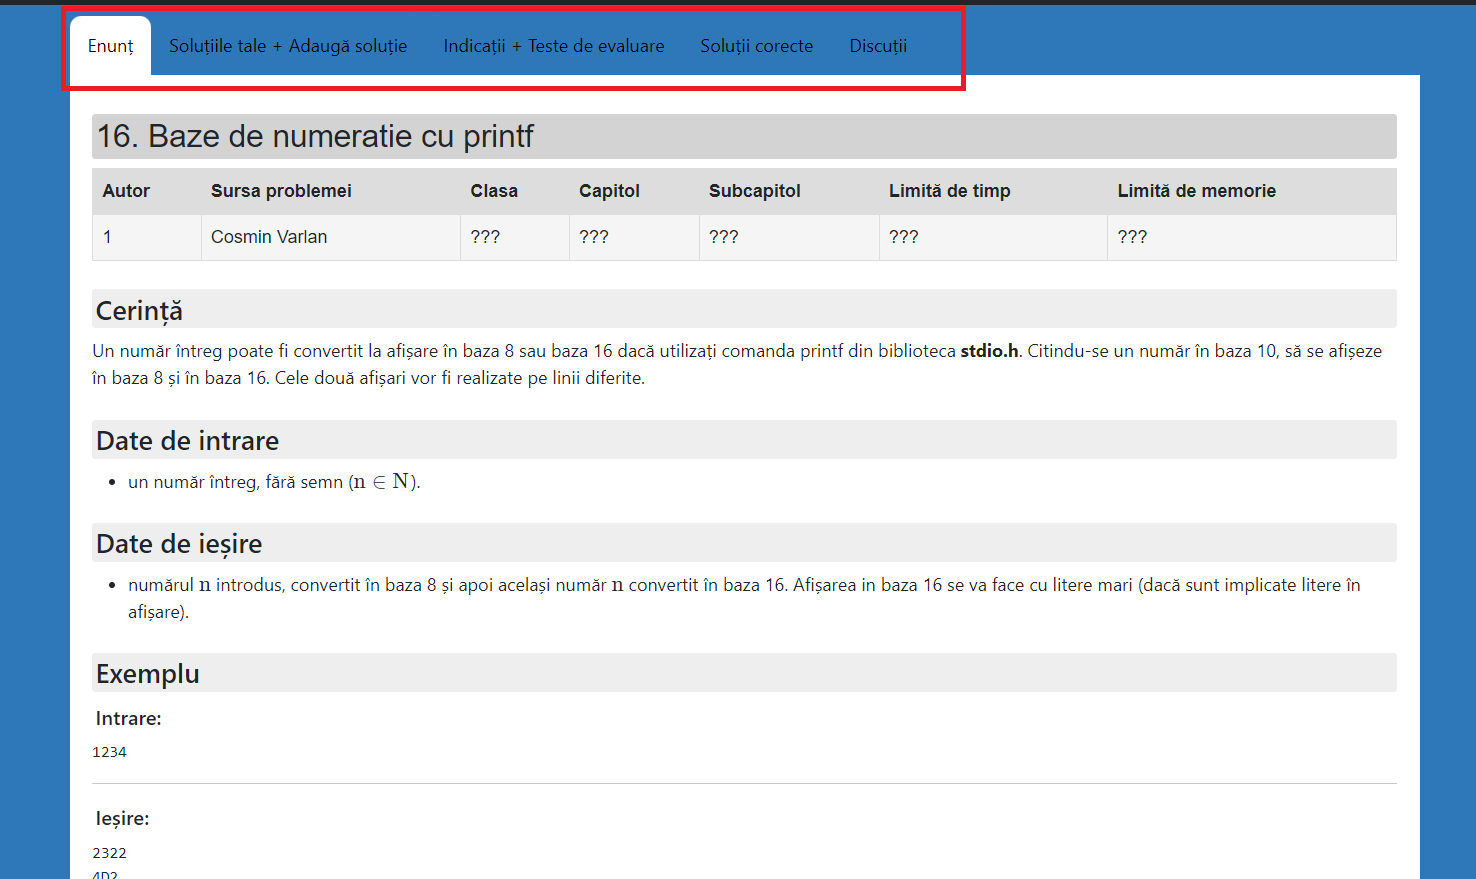 Enunț Soluțiile tale + Adaugă soluție Indicații + Teste de evaluare Soluții corecte Discuții
16. Baze de numeratie cu printf
Autor Sursa problemei Clasa Capitol Subcapitol Limită de timp Limită de memorie
1 Cosmin Varlan ??? ??? ??? ??? ???
Cerință
Un număr întreg poate fi convertit la afișare în baza 8 sau baza 16 dacă utilizați comanda printf din biblioteca stdio.h. Citindu-se un număr în baza 10, să se afișeze
în baza 8 și în baza 16. Cele două afișari vor fi realizate pe linii diferite.
Date de intrare
• un număr întreg, fără semn (n ∈ N).
Date de ieșire
• numărul n introdus, convertit în baza 8 și apoi același număr n convertit în baza 16. Afișarea in baza 16 se va face cu litere mari (dacă sunt implicate litere în
afișare).
Exemplu
Intrare:
1234
Ieșire:
2322
4D2